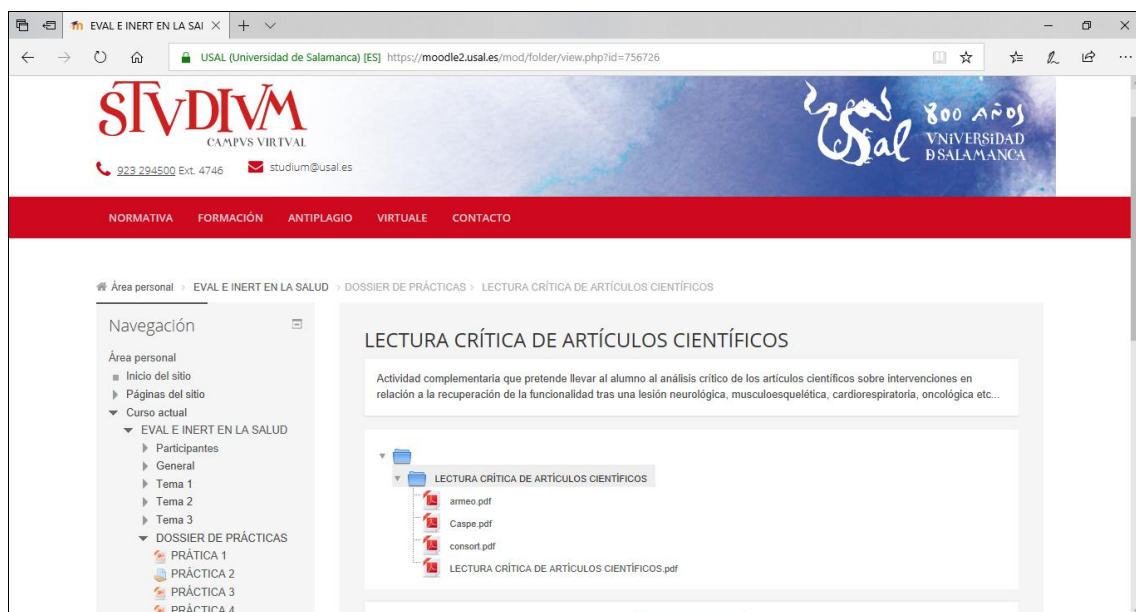 EVAL E INERT EN LA SAI
USAL (Universidad de Salamanca) [ES] https://moodle2.usal.es/mod/folder/view.php?id=756726
STVDIVM
CAMPVS VIRTVAL
923 294500 Ext. 4746 studium@usal.es
VSal
800 AÑOS
VNiVERSiDAD
D SALAMANCA
NORMATIVA FORMACIÓN ANTIPLAGIO VIRTUALE CONTACTO
Área personal > EVAL E INERT EN LA SALUD > DOSSIER DE PRÁCTICAS > LECTURA CRÍTICA DE ARTÍCULOS CIENTÍFICOS
Navegación
Área personal
Inicio del sitio
Páginas del sitio
Curso actual
EVAL E INERT EN LA SALUD
Participantes
General
Tema 1
Tema 2
Tema 3
DOSSIER DE PRÁCTICAS
PRÁTICA 1
PRÁCTICA 2
PRÁCTICA 3
PRÁCTICA 4
LECTURA CRÍTICA DE ARTÍCULOS CIENTÍFICOS
Actividad complementaria que pretende llevar al alumno al análisis crítico de los artículos científicos sobre intervenciones en
relación a la recuperación de la funcionalidad tras una lesión neurológica, musculoesquelética, cardiorespiratoria, oncológica etc...
LECTURA CRÍTICA DE ARTÌCULOS CIENTÌFICOS
armeo.pdf
Caspe.pdf
consort.pdf
LECTURA CRÍTICA DE ARTÍCULOS CIENTÍFICOS.pdf